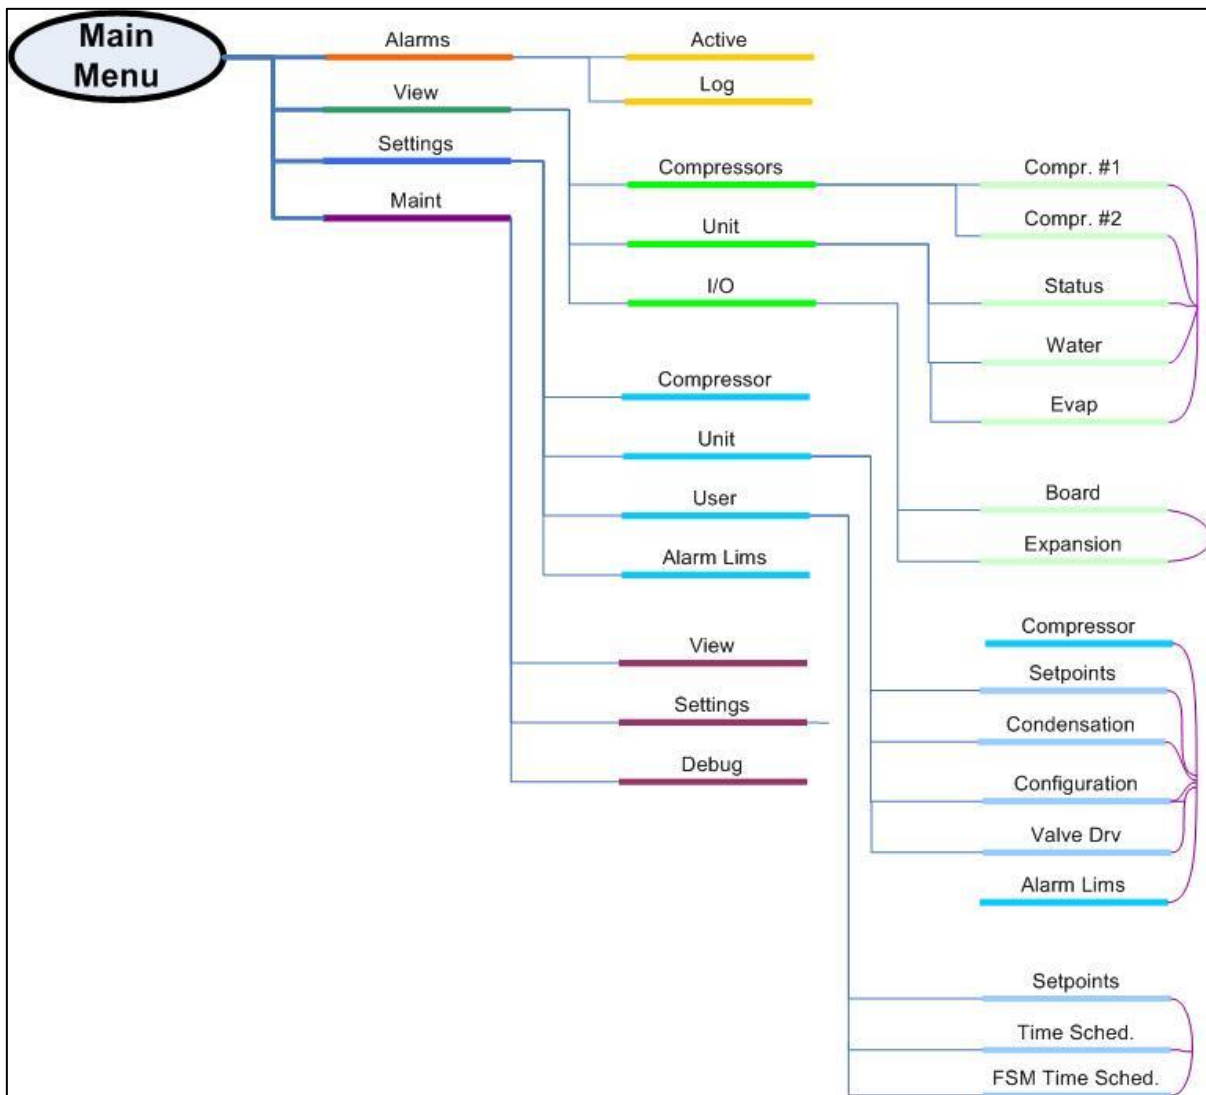 Main
Menu
Alarms
Active
Log
View
Settings
Maint
Compressors
Compr. #1
Compr. #2
Unit
Status
I/O
Water
Evap
Compressor
Unit
User
Alarm Lims
Board
Expansion
View
Settings
Debug
Compressor
Setpoints
Condensation
Configuration
Valve Drv
Alarm Lims
Setpoints
Time Sched.
FSM Time Sched.